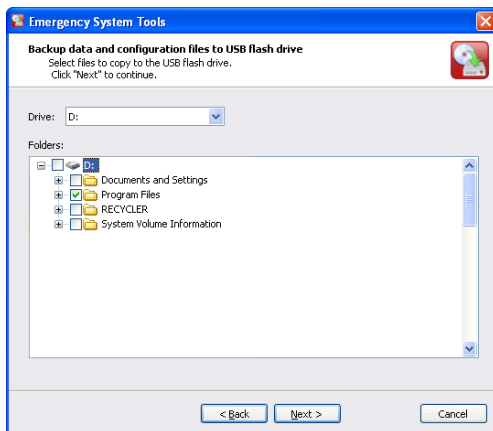 Emergency System Tools
Backup data and configuration files to USB flash drive
Select files to copy to the USB flash drive.
Click "Next" to continue.
Drive: D:
Folders:
D:
Documents and Settings
Program Files
RECYCLER
System Volume Information
< Back Next > Cancel